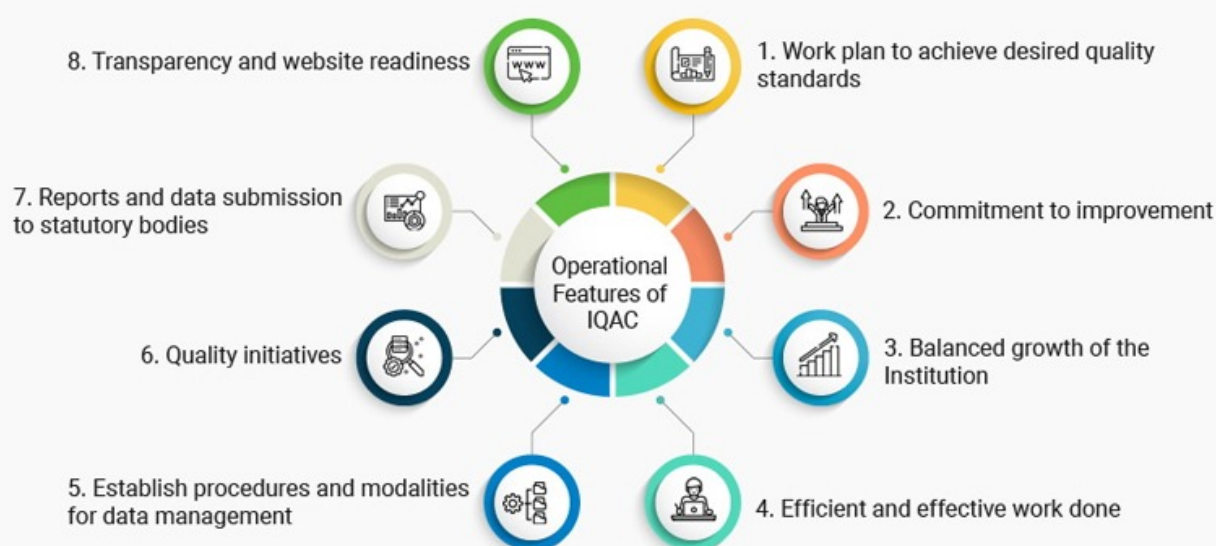 Operational
Features of
IQAC
1. Work plan to achieve desired quality
standards
2. Commitment to improvement
3. Balanced growth of the
Institution
4. Efficient and effective work done
5. Establish procedures and modalities
for data management
6. Quality initiatives
7. Reports and data submission
to statutory bodies
8. Transparency and website readiness
www